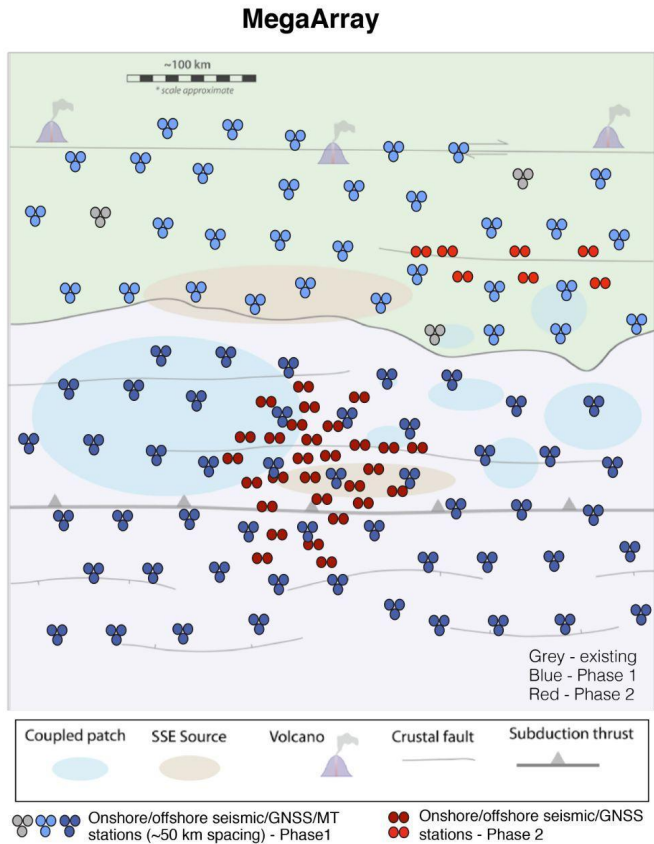 MegaArray
~100 km
* scale approximate
Grey - existing
Blue - Phase 1
Red - Phase 2
Coupled patch
SSE Source
Volcano
Crustal fault
Subduction thrust
Onshore/offshore seismic/GNSS/MT
stations (~50 km spacing) - Phase1
Onshore/offshore seismic/GNSS
stations - Phase 2